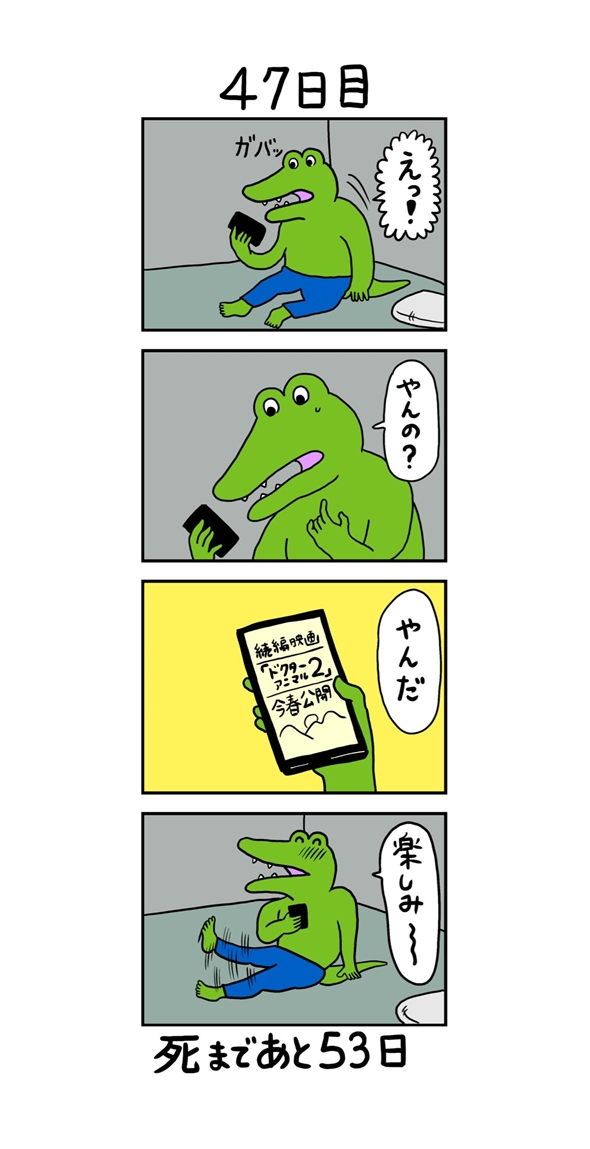 47日目
ガバッ
えっ!
やんの?
やんだ
続編映画」
「ドクター
アニマル2」
今春公開
楽しみ〜
死まであと53日